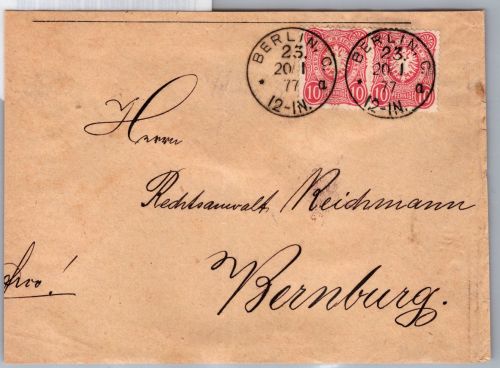 BERLIN. C.
23.
20/1
77
* a
12-1N.
BERLIN. C.
23.
20/1
77
* a
12-1N.
10
10
Herrn
Rechtsanwalt Reichmann
Bernburg.